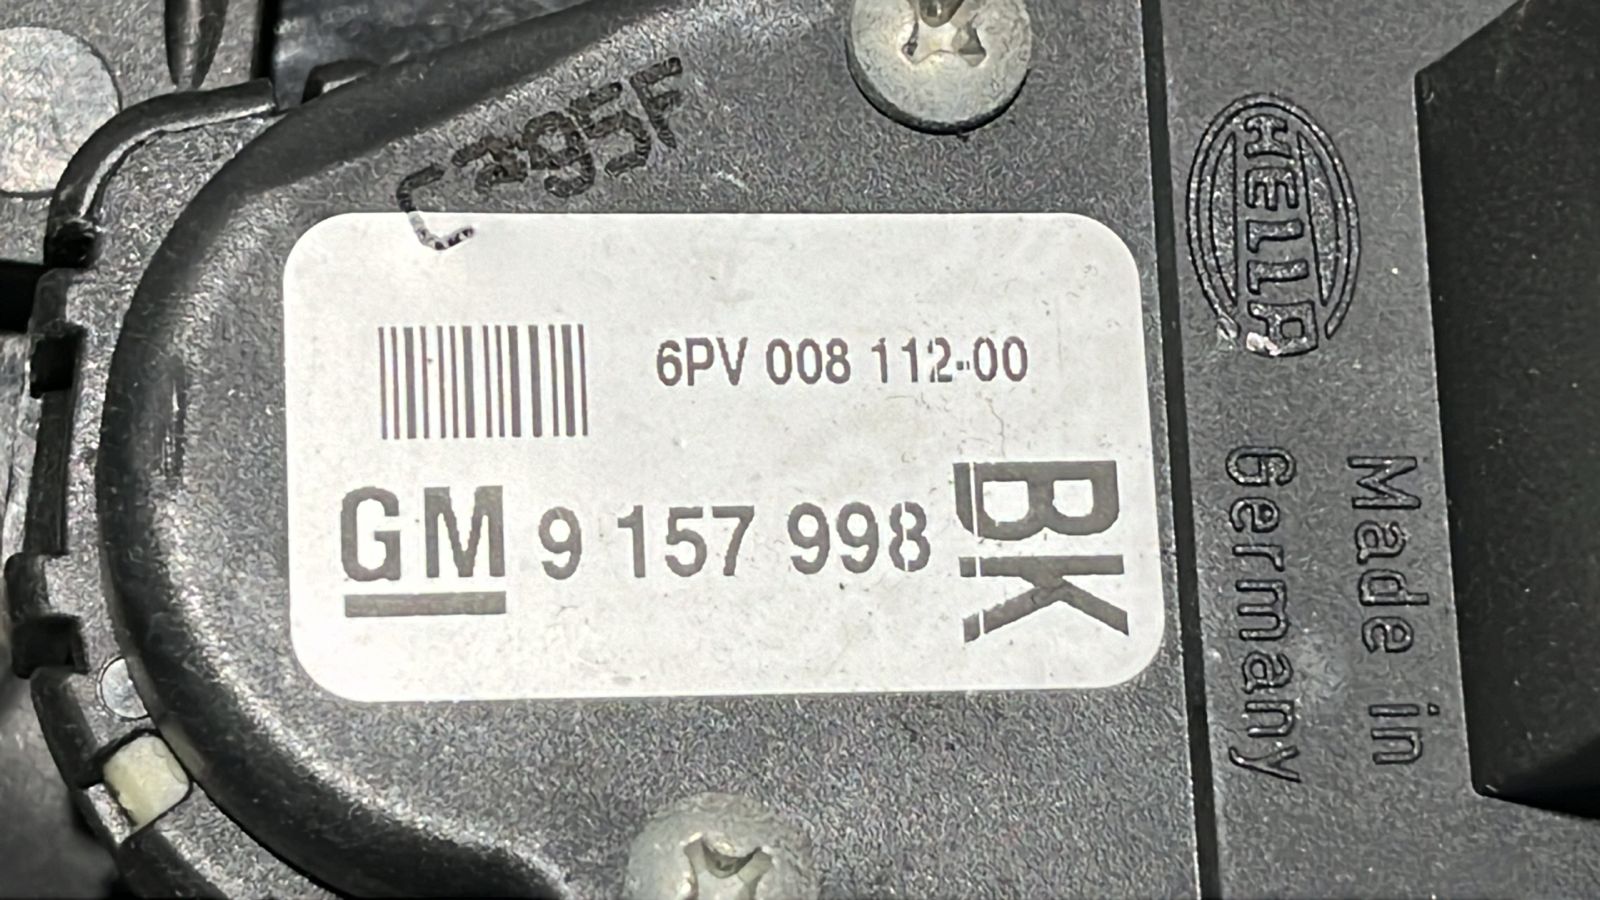 C295F
6PV 008 112-00
GM 9 157 998
BK
HELLA
Made in
Germany